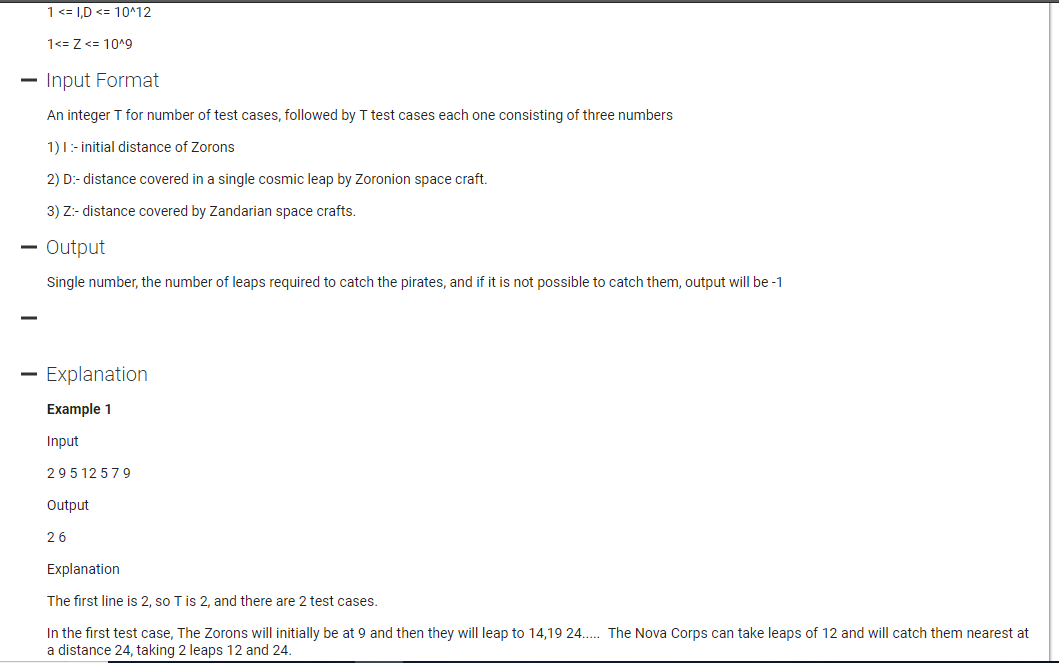 1 <= I,D <= 10^12
1<= Z <= 10^9
Input Format
An integer T for number of test cases, followed by T test cases each one consisting of three numbers
1) I :- initial distance of Zorons
2) D:- distance covered in a single cosmic leap by Zoronion space craft.
3) Z:- distance covered by Zandarian space crafts.
Output
Single number, the number of leaps required to catch the pirates, and if it is not possible to catch them, output will be -1
Explanation
Example 1
Input
2 9 5 12 5 7 9
Output
2 6
Explanation
The first line is 2, so T is 2, and there are 2 test cases.
In the first test case, The Zorons will initially be at 9 and then they will leap to 14,19 24..... The Nova Corps can take leaps of 12 and will catch them nearest at
a distance 24, taking 2 leaps 12 and 24.